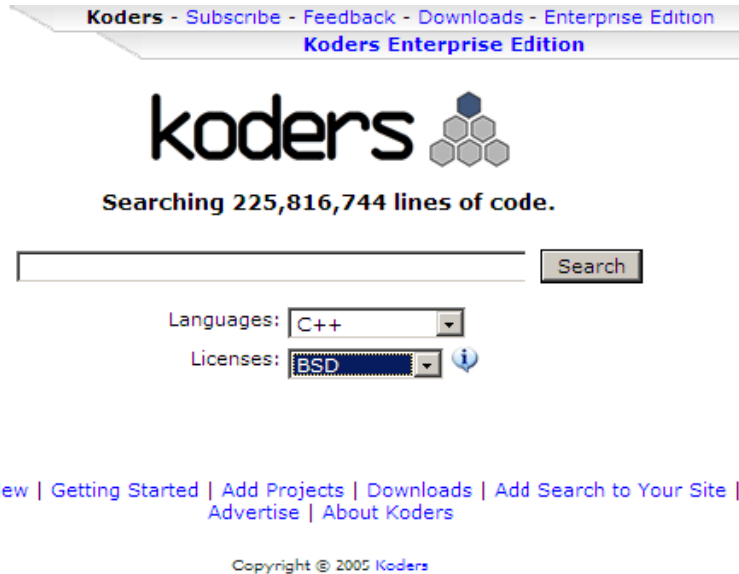 Koders - Subscribe - Feedback - Downloads - Enterprise Edition
Koders Enterprise Edition
koders
Searching 225,816,744 lines of code.
Search
Languages: C++
Licenses: BSD
| Getting Started | Add Projects | Downloads | Add Search to Your Site |
Advertise | About Koders
Copyright © 2005 Koders